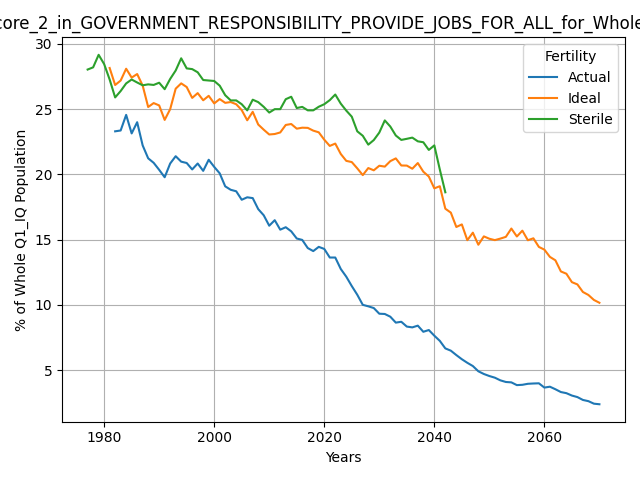 core_2_in_GOVERNMENT_RESPONSIBILITY_PROVIDE_JOBS_FOR_ALL_for_Whole
Fertility
Actual
Ideal
Sterile
% of Whole Q1_IQ Population
30
25
20
15
10
5
1980 2000 2020 2040 2060
Years